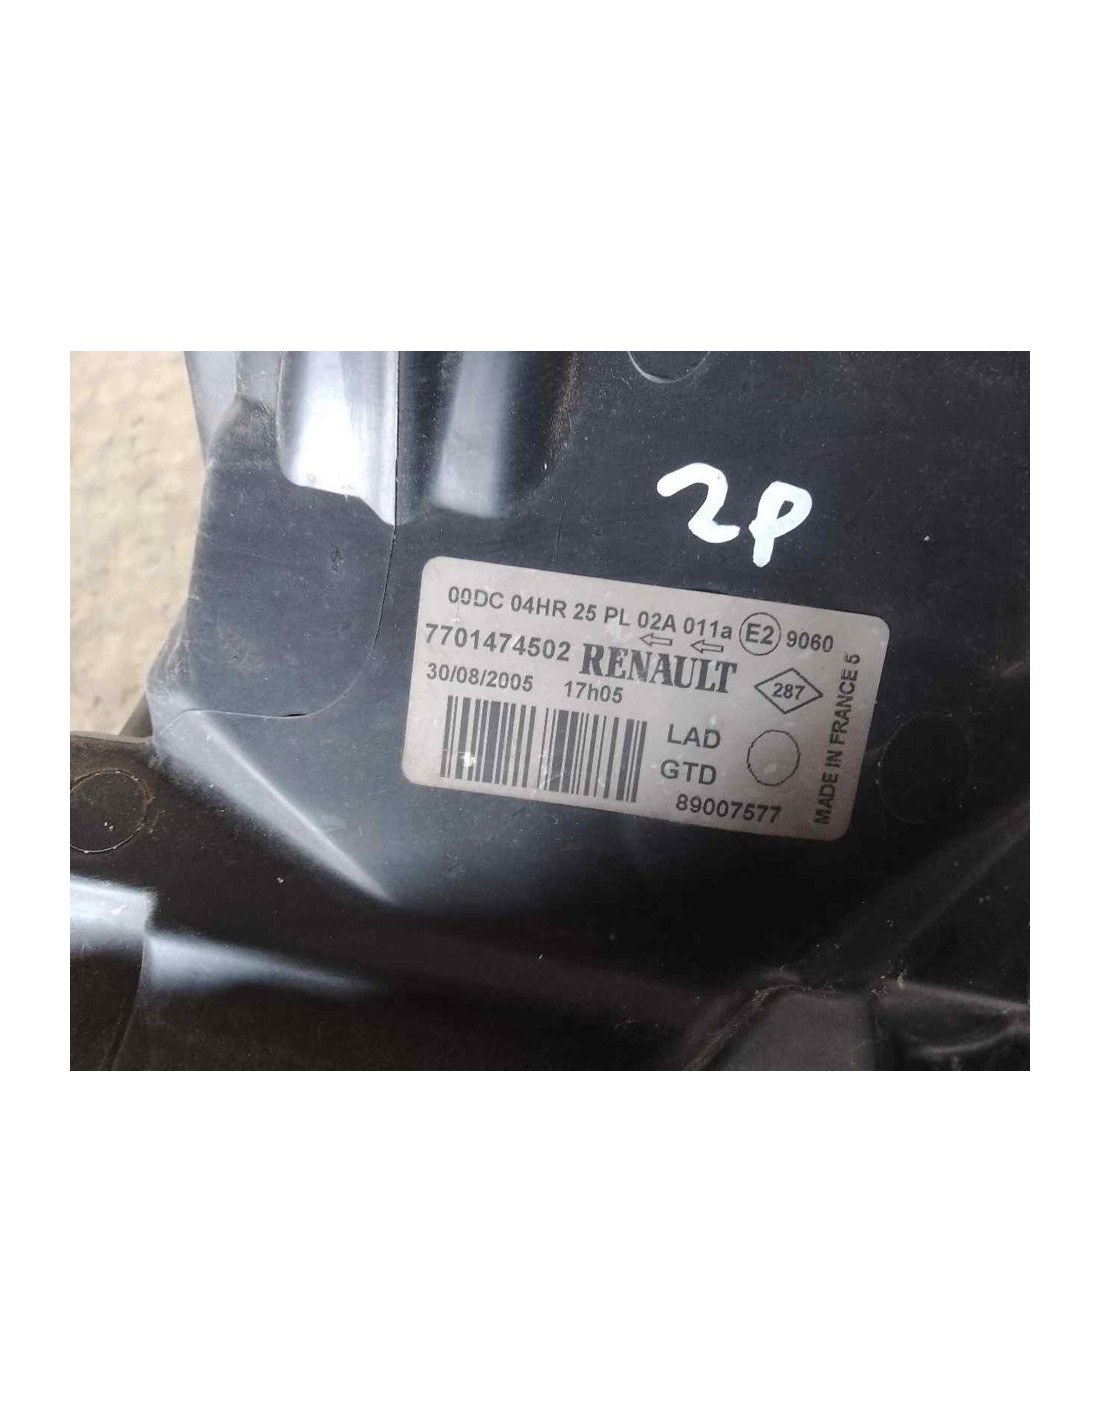 2P
00DC 04HR 25 PL 02A 011a E2 9060
7701474502 RENAULT
30/08/2005 17h05
287
LAD
GTD
89007577
MADE IN FRANCE 5